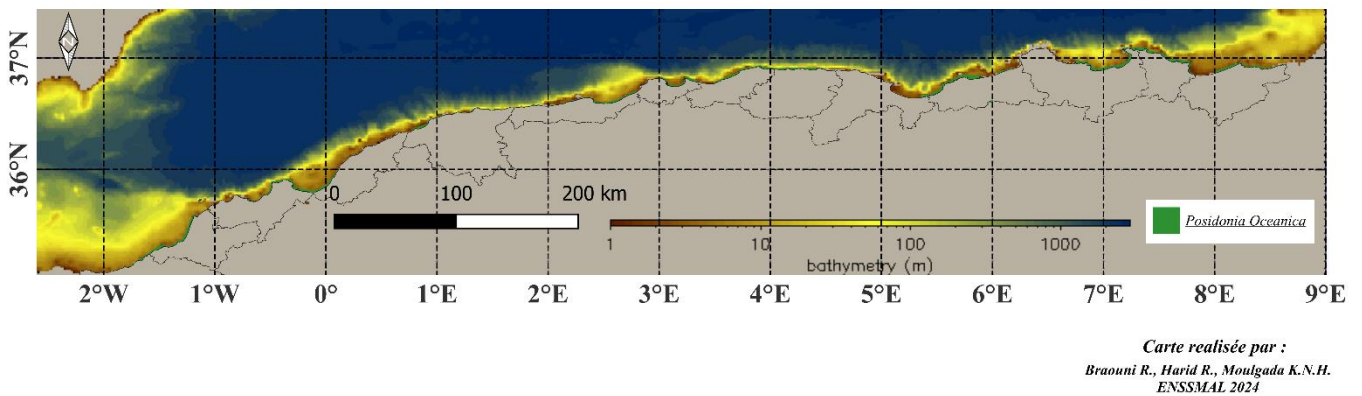 N
37°N
36°N
0 100 200 km
1 10 100 1000
bathymetry (m)
Posidonia Oceanica
2°W 1°W 0° 1°E 2°E 3°E 4°E 5°E 6°E 7°E 8°E 9°E
Carte realisée par :
Braouni R., Harid R., Moulgada K.N.H.
ENSSMAL 2024